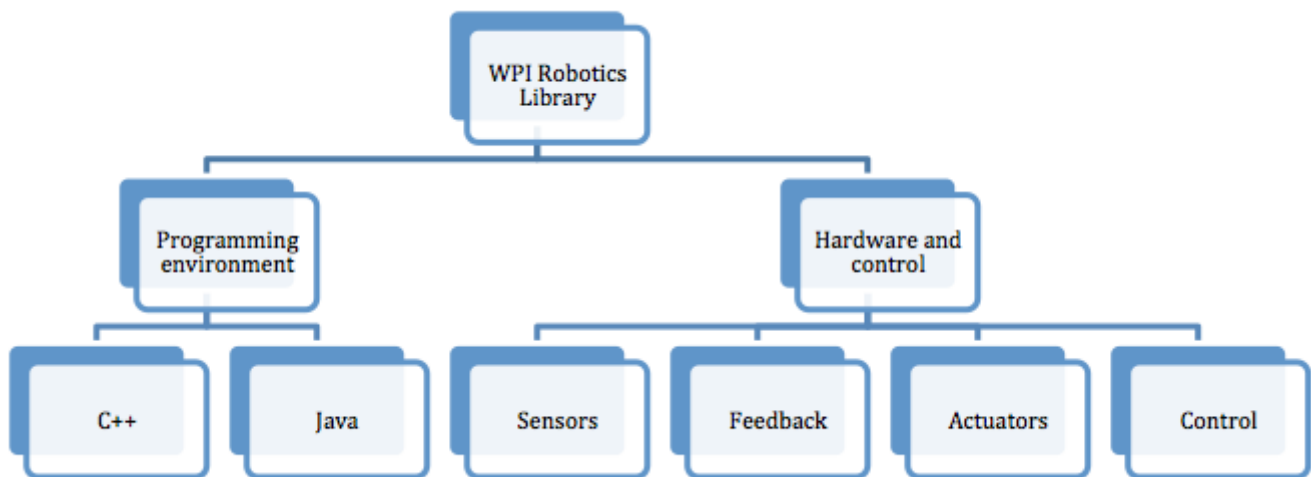 WPI Robotics
Library
Programming
environment
Hardware and
control
C++
Java
Sensors
Feedback
Actuators
Control